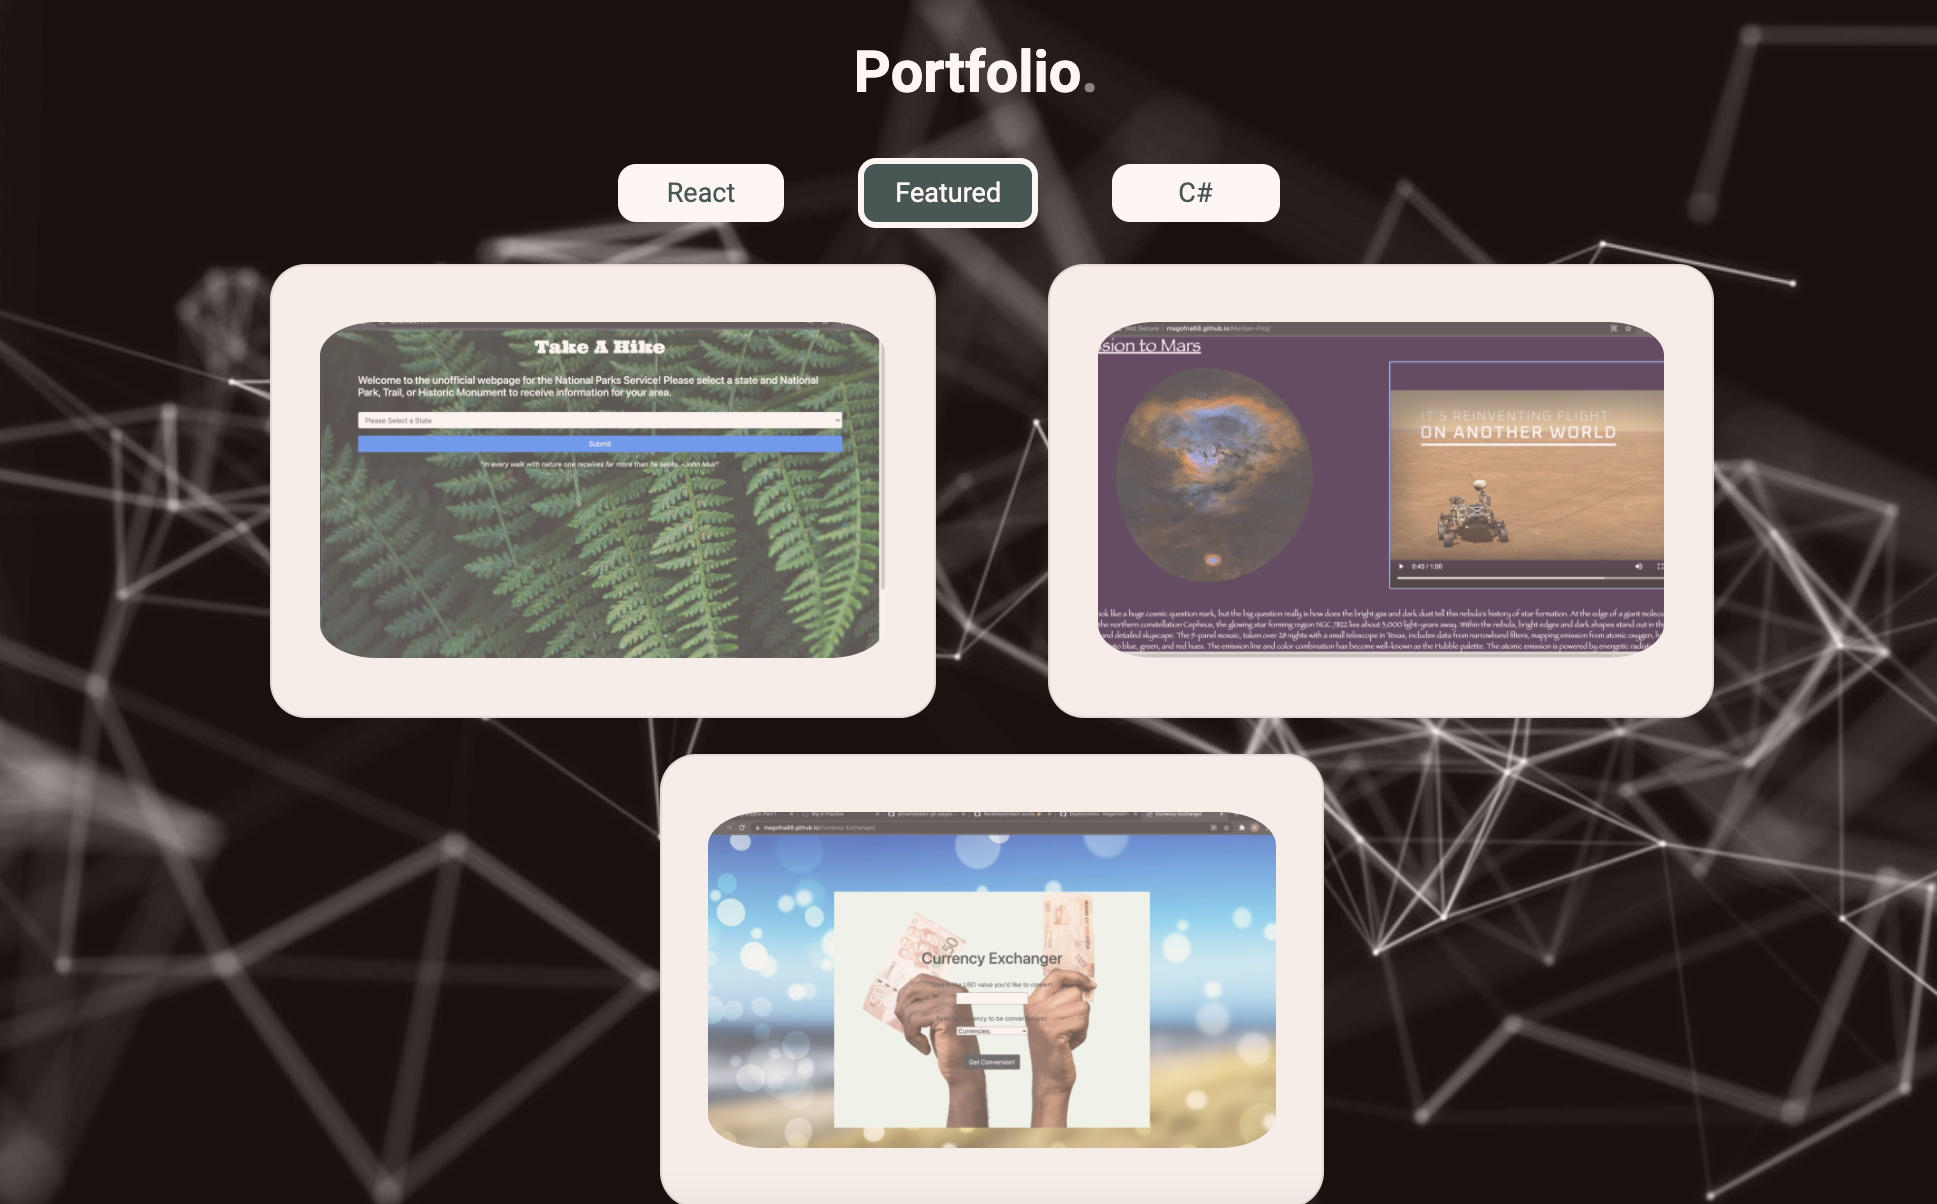 Portfolio.
React
Featured
C#
Take A Hike
Welcome to the unofficial webpage for the National Parks Service! Please select a state and National
Park, Trail, or Historic Monument to receive information for your area.
Please Select a State
Submit
"In every walk with nature one receives far more than he seeks. -John Muir"
Not Secure | magofna68.github.io/Martian-Proj/
ssion to Mars
IT'S REINVENTING FLIGHT
ON ANOTHER WORLD
0:43 / 1:00
ook like a huge cosmic question mark, but the big question really is how does the bright gas and dark dust tell this nebula's history of star formation. At the edge of a giant molecu
the northern constellation Cepheus, the glowing star forming region NGC 7822 lies about 3,000 light-years away. Within the nebula, bright edges and dark shapes stand out in th
and detailed skyscape. The 9-panel mosaic, taken over 28 nights with a small telescope in Texas, includes data from narrowband filters, mapping emission from atomic oxygen, h
to blue, green, and red hues. The emission line and color combination has become well-known as the Hubble palette. The atomic emission is powered by energetic radiat
Big O Practice
Currency-Exchanger
magofna68.github.io/Currency-Exchanger/
50
Currency Exchanger
Type in the USD value you'd like to convert:
Select currency to be converted into:
Currencies:
Get Conversion!